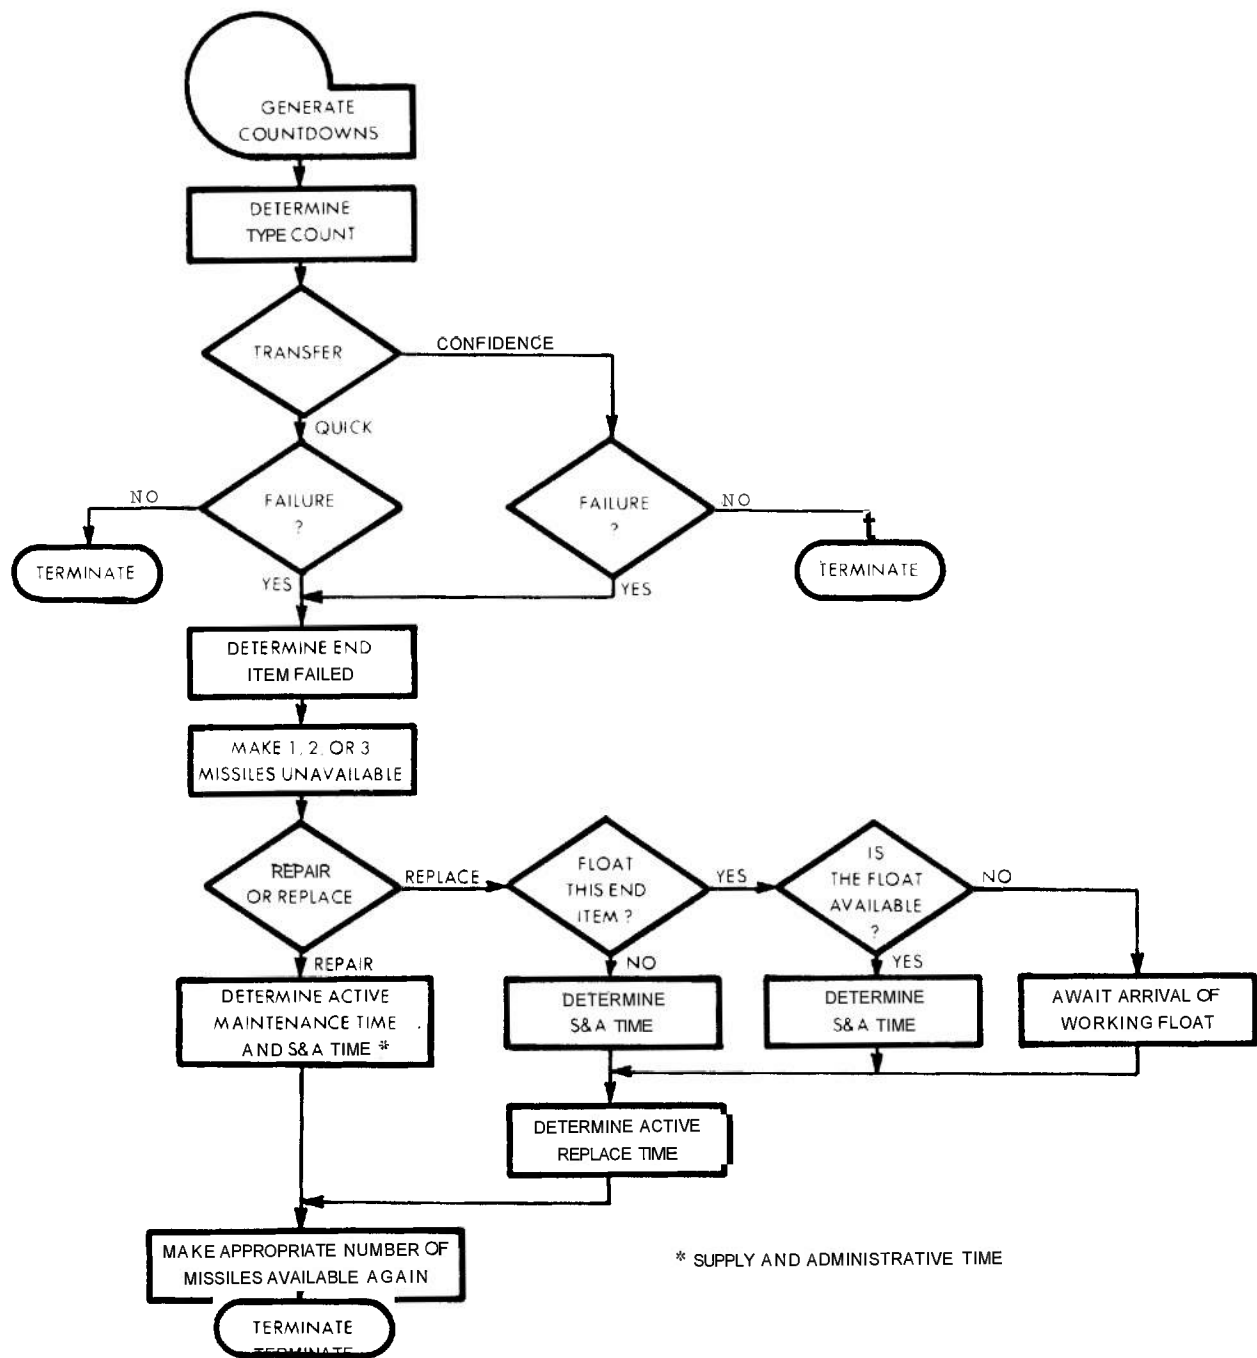 GENERATE
COUNTDOWNS
DETERMINE
TYPE COUNT
TRANSFER
CONFIDENCE
QUICK
FAILURE
?
NO
TERMINATE
YES
FAILURE
?
NO
TERMINATE
YES
DETERMINE END
ITEM FAILED
MAKE 1, 2, OR 3
MISSILES UNAVAILABLE
REPAIR
OR REPLACE
REPLACE
FLOAT
THIS END
ITEM ?
YES
IS
THE FLOAT
AVAILABLE
?
NO
REPAIR
NO
YES
DETERMINE ACTIVE
MAINTENANCE TIME
AND S&A TIME *
DETERMINE
S&A TIME
DETERMINE
S&A TIME
AWAIT ARRIVAL OF
WORKING FLOAT
DETERMINE ACTIVE
REPLACE TIME
MAKE APPROPRIATE NUMBER OF
MISSILES AVAILABLE AGAIN
* SUPPLY AND ADMINISTRATIVE TIME
TERMINATE
TERMINATE